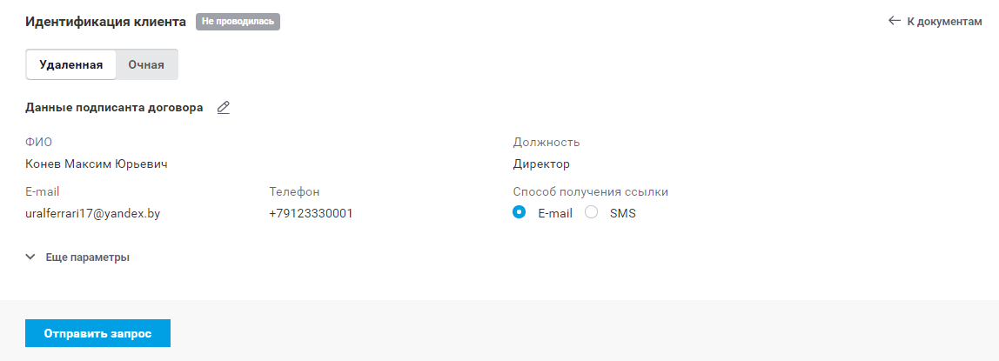 Идентификация клиента Не проводилась К документам
Удаленная Очная
Данные подписанта договора
ФИО Должность
Конев Максим Юрьевич Директор
E-mail Телефон Способ получения ссылки
uralferrari17@yandex.by +79123330001 E-mail SMS
Еще параметры
Отправить запрос